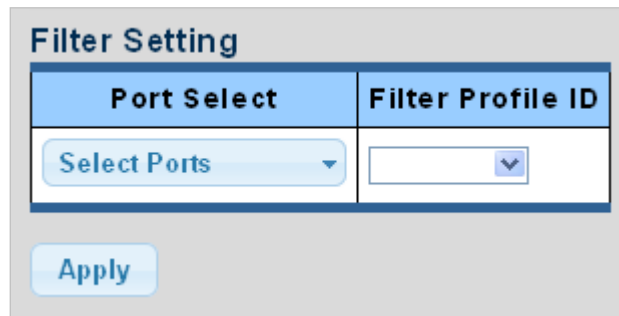 Filter Setting
Port Select Filter Profile ID
Select Ports
Apply